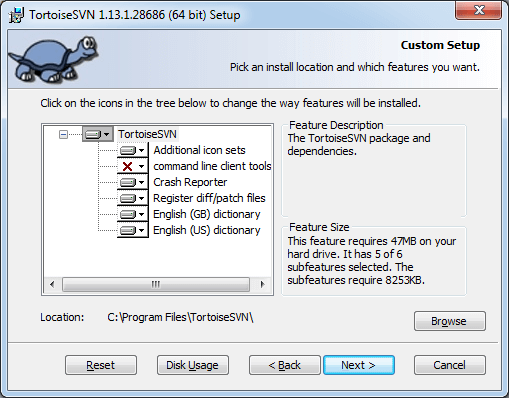 TortoiseSVN 1.13.1.28686 (64 bit) Setup
Custom Setup
Pick an install location and which features you want.
Click on the icons in the tree below to change the way features will be installed.
TortoiseSVN
Additional icon sets
command line client tools
Crash Reporter
Register diff/patch files
English (GB) dictionary
English (US) dictionary
Feature Description
The TortoiseSVN package and
dependencies.
Feature Size
This feature requires 47MB on your
hard drive. It has 5 of 6
subfeatures selected. The
subfeatures require 8253KB.
Location: C:\Program Files\TortoiseSVN\
Browse
Reset Disk Usage < Back Next > Cancel